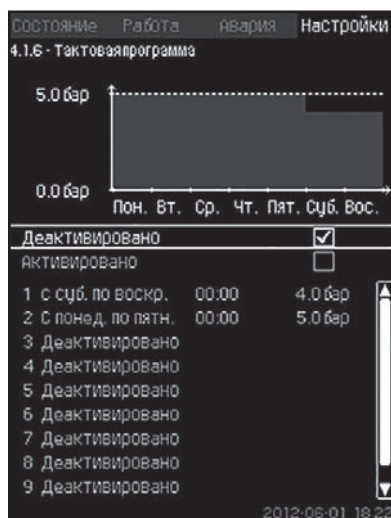 Состояние Работа Авария Настройки
4.1.6 - Тактоваяпрограмма
5.0 бар
0.0 бар
Пон. Вт. Ср. Чт. Пят. Суб. Вос.
Деактивировано
Активировано
1 С суб. по воскр. 00:00 4.0 бар
2 С понед. по пятн. 00:00 5.0 бар
3 Деактивировано
4 Деактивировано
5 Деактивировано
6 Деактивировано
7 Деактивировано
8 Деактивировано
9 Деактивировано
2012-06-01 18:22